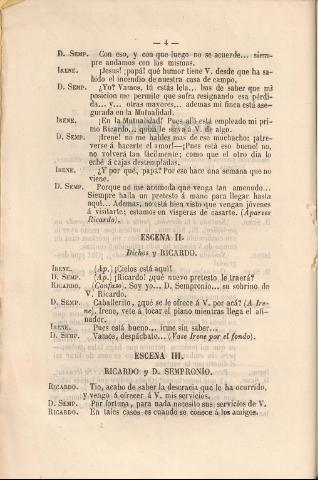 — 4 —
D. SEMP. Con eso, y con que luego no se acuerde... siem-
pre andamos con las mismas.
IRENE. ¡Jesus! ¡papá! qué humor tiene V. desde que ha sa-
bido el incendio de nuestra casa de campo.
D. SEMP. ¿Yo? Vamos, tú estás lela... has de saber que mi
posicion me permite que sufra resignando esa pérdi-
da... y... otras mayores... ademas mi finca está ase-
gurada en la Mutualidad.
IRENE. ¡En la Mutualidad! Pues allí está empleado mi pri-
mo Ricardo... quizá le sirva á V. de algo.
D. SEMP. ¡Irene! no me hables mas de ese muchacho: ¡atre-
verse á hacerte el amor!—¡Pues está eso bueno! no,
no volverá tan fácilmente; como que el otro dia lo
eché á cajas destempladas.
IRENE. ¿Y por qué, papá? Por eso hace una semana que no
viene.
D. SEMP. Porque no me acomoda que venga tan amenudo...
Siempre halla un pretesto á mano para llegar hasta
aquí... Ademas, no está bien visto que vengan jóvenes
á visitarte; estamos en vísperas de casarte. (Aparece
Ricardo).
ESCENA II.
Dichos y RICARDO.
IRENE. (Ap.) ¡Cielos está aquí!
D. SEMP. (Ap.) ¡Ricardo! ¿qué nuevo pretesto le traerá?
RICARDO. (Confuso). Soy yo... D. Sempronio... su sobrino de
V. Ricardo.
D. SEMP. Caballerito, ¿qué se le ofrece á V. por acá? (A Ire-
ne), Irene, vete á tocar el piano mientras llega el afi-
nador.
IRENE. Pues está bueno... irme sin saber...
D. SEMP. Vamos, despáchate... (Vase Irene por el fondo).
ESCENA III.
RICARDO y D. SEMPRONIO.
RICARDO. Tio, acabo de saber la desgracia que le ha ocurrido,
y vengo á ofrecer á V. mis servicios.
D. SEMP. Por fortuna, para nada necesito sus servicios de V.
RICARDO. En tales casos es cuando se conoce á los amigos.